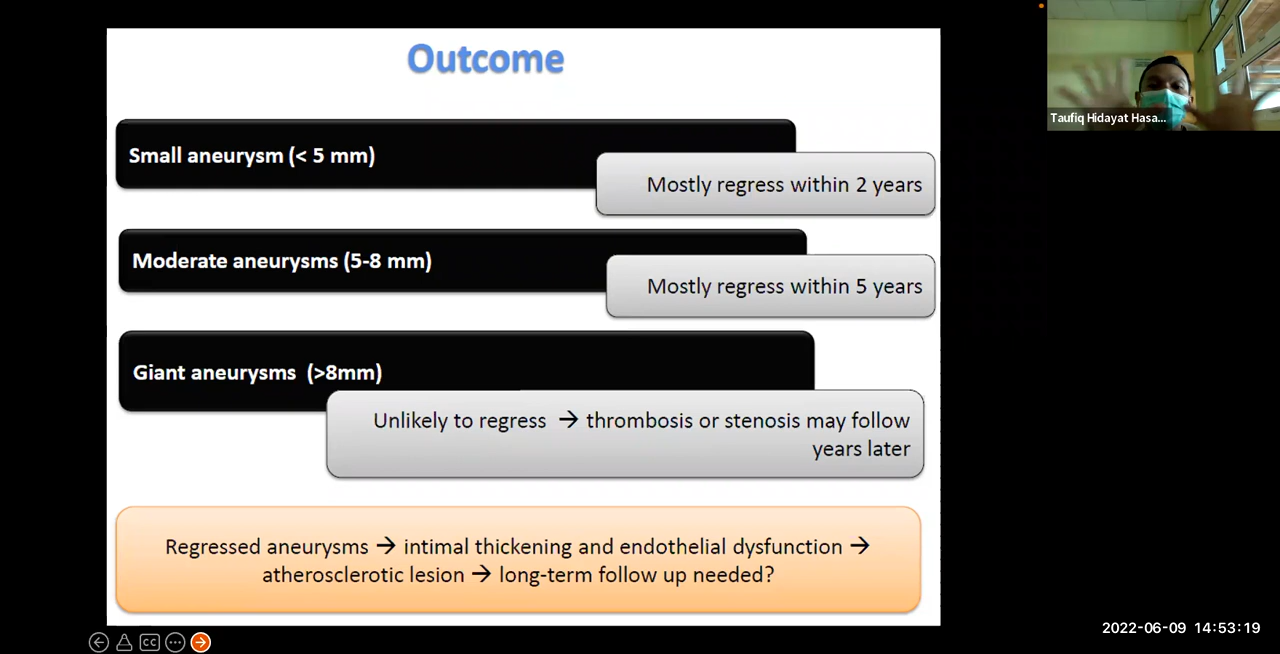 Outcome
Small aneurysm (< 5 mm)
Mostly regress within 2 years
Moderate aneurysms (5-8 mm)
Mostly regress within 5 years
Giant aneurysms (>8mm)
Unlikely to regress → thrombosis or stenosis may follow
years later
Regressed aneurysms → intimal thickening and endothelial dysfunction →
atherosclerotic lesion → long-term follow up needed?
Taufiq Hidayat Hasa...
CC
2022-06-09 14:53:19